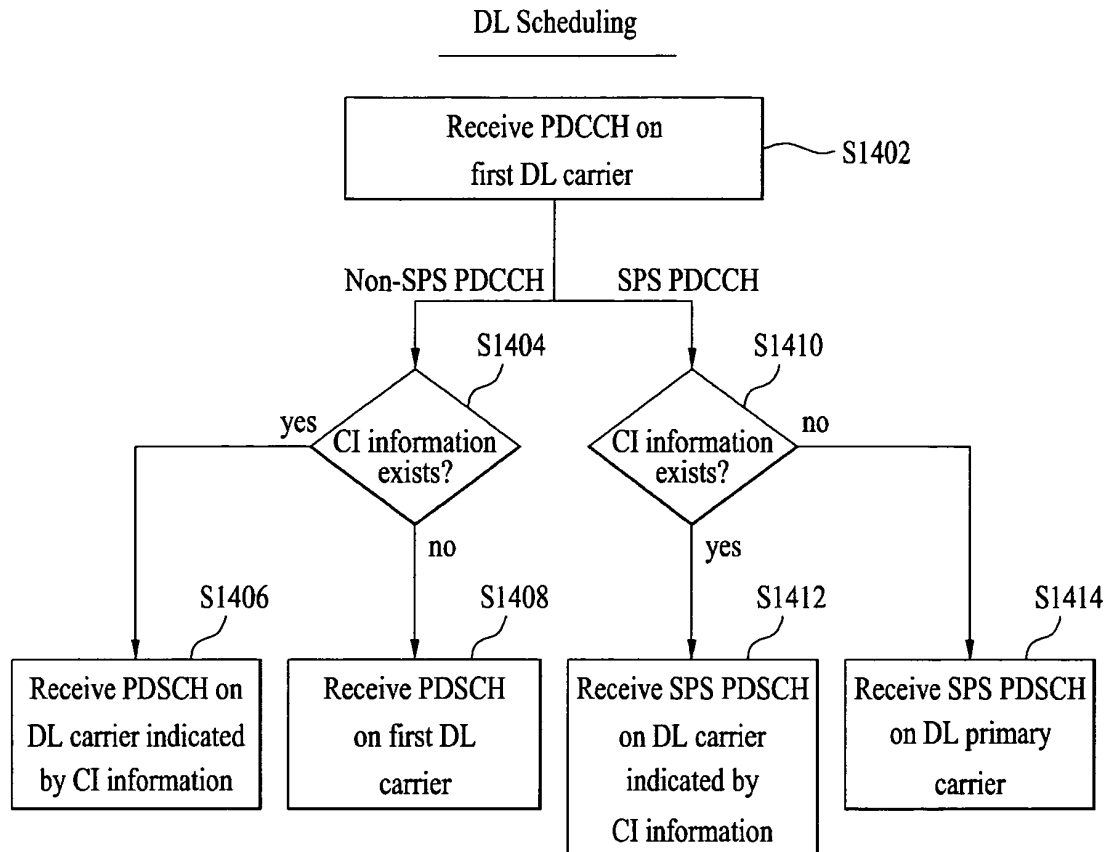 DL Scheduling
Receive PDCCH on
first DL carrier
S1402
Non-SPS PDCCH
SPS PDCCH
S1404
S1410
yes
CI information
exists?
CI information
exists?
no
no
yes
S1406
S1408
S1412
S1414
Receive PDSCH on
DL carrier indicated
by CI information
Receive PDSCH
on first DL
carrier
Receive SPS PDSCH
on DL carrier
indicated by
CI information
Receive SPS PDSCH
on DL primary
carrier